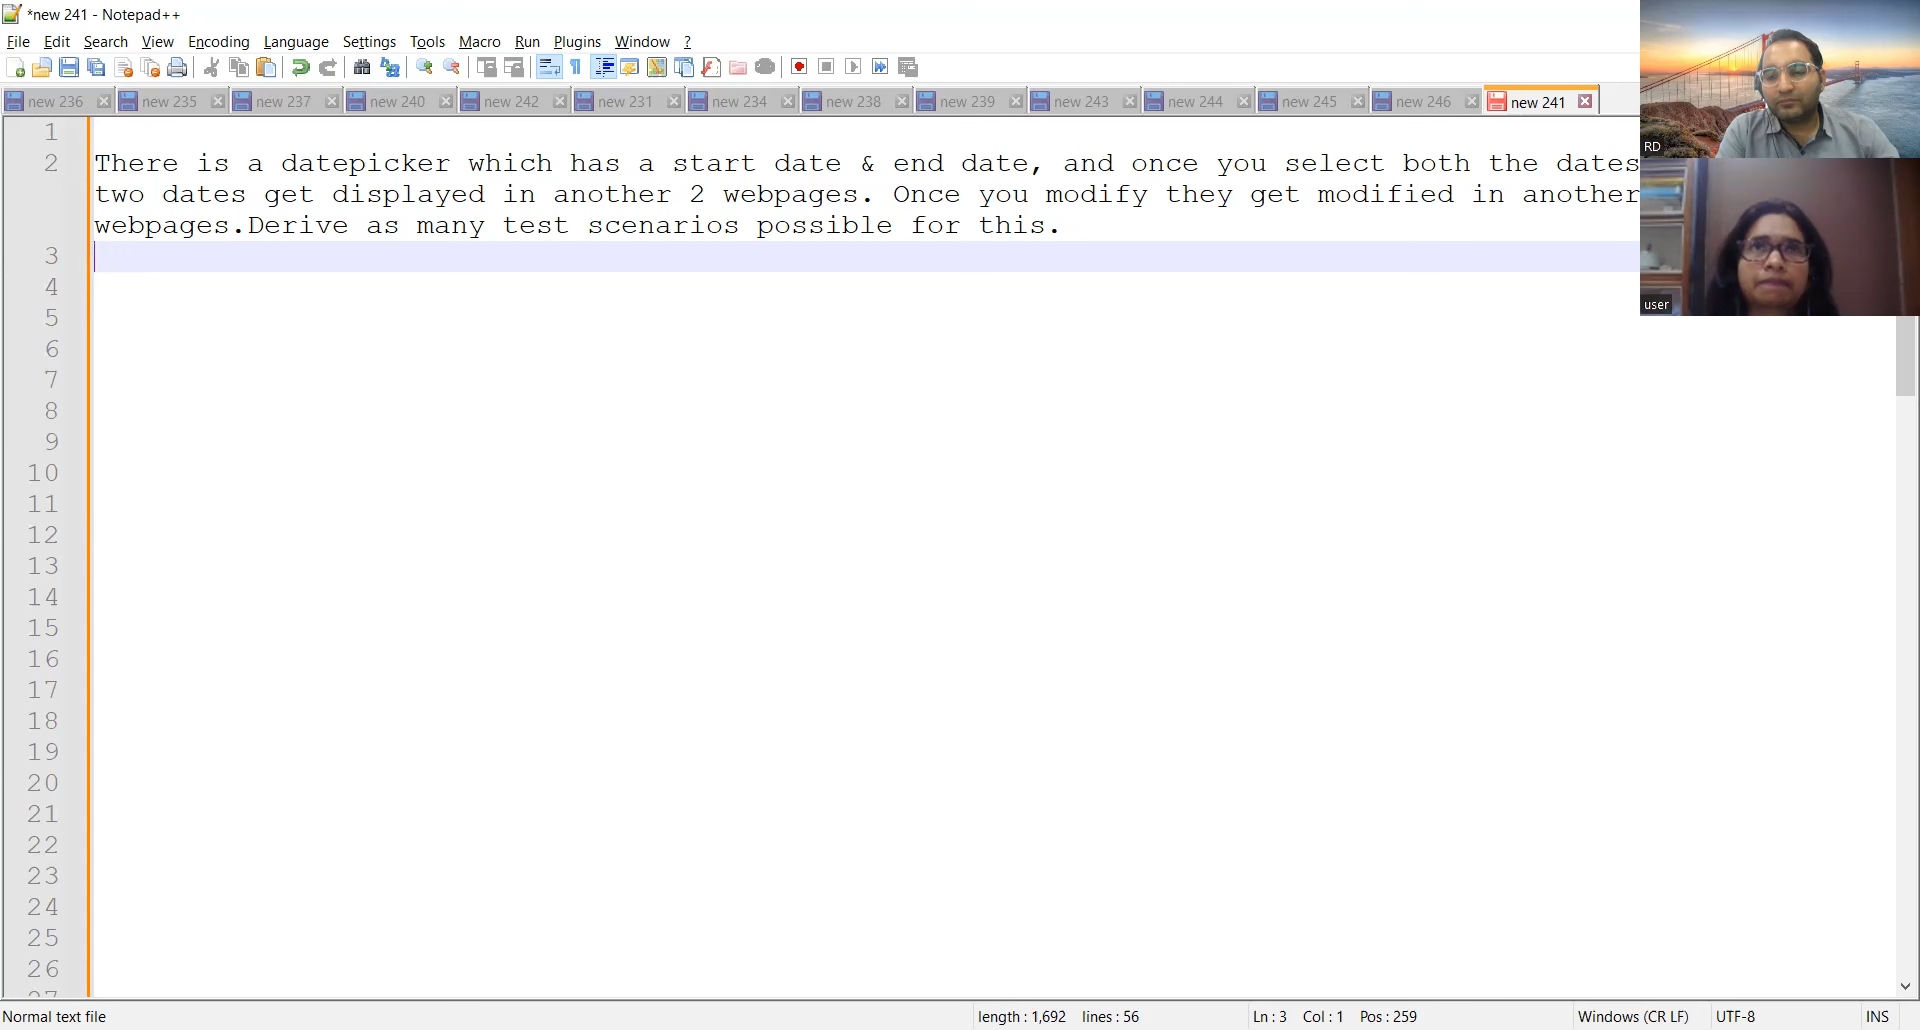 *new 241 - Notepad++
File Edit Search View Encoding Language Settings Tools Macro Run Plugins Window ?
new 236 new 235 new 237 new 240 new 242 new 231 new 234 new 238 new 239 new 243 new 244 new 245 new 246 new 241
RD
1
2 There is a datepicker which has a start date & end date, and once you select both the dates
two dates get displayed in another 2 webpages. Once you modify they get modified in another
webpages.Derive as many test scenarios possible for this.
user
3
4
5
6
7
8
9
10
11
12
13
14
15
16
17
18
19
20
21
22
23
24
25
26
27
Normal text file length : 1,692 lines : 56 Ln : 3 Col : 1 Pos : 259 Windows (CR LF) UTF-8 INS